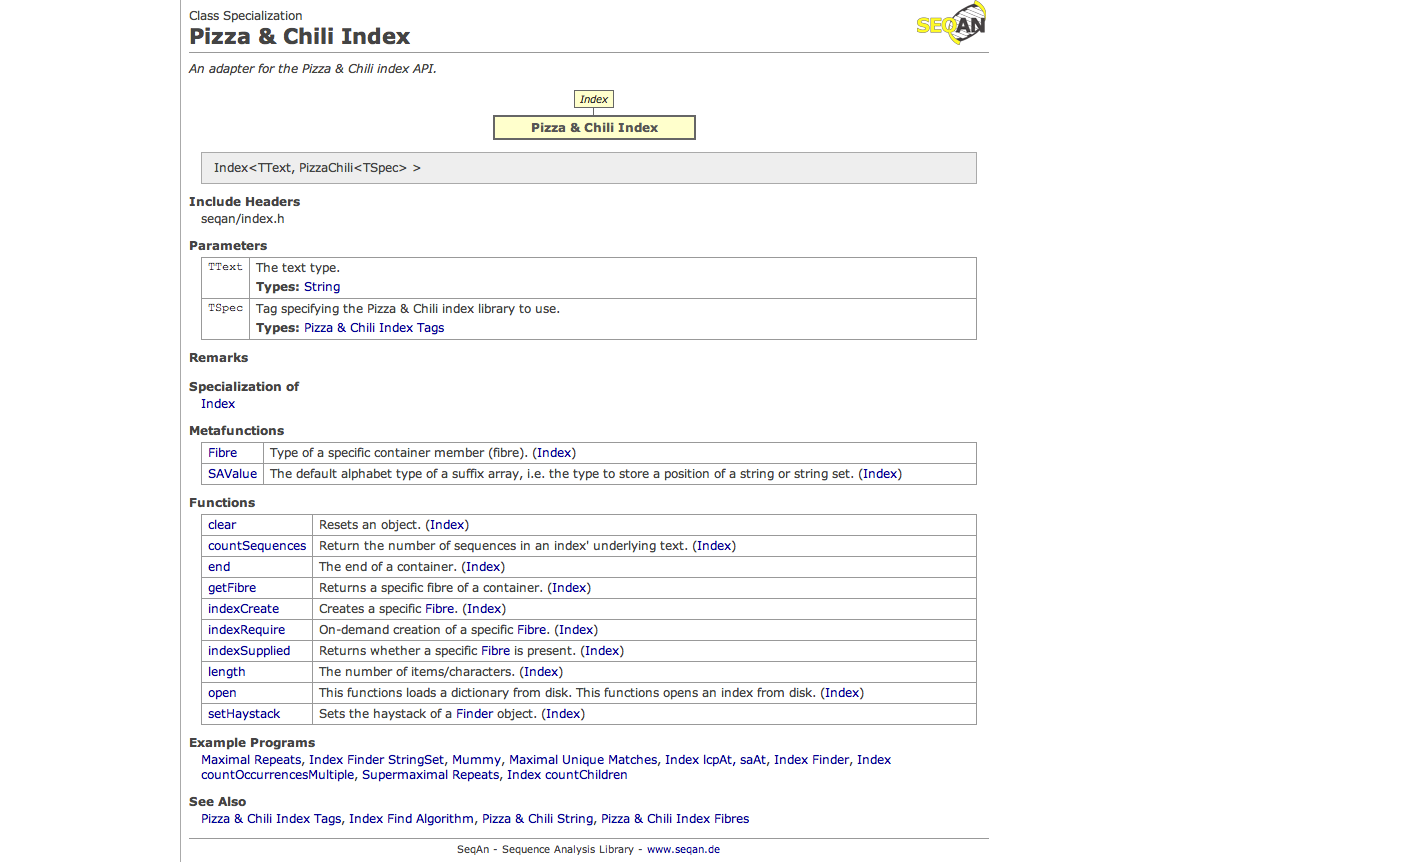 Class Specialization
Pizza & Chili Index
SEQAN
An adapter for the Pizza & Chili index API.
Index
Pizza & Chili Index
Index<TText, PizzaChili<TSpec> >
Include Headers
seqan/index.h
Parameters
TText The text type.
Types: String
TSpec Tag specifying the Pizza & Chili index library to use.
Types: Pizza & Chili Index Tags
Remarks
Specialization of
Index
Metafunctions
Fibre Type of a specific container member (fibre). (Index)
SAValue The default alphabet type of a suffix array, i.e. the type to store a position of a string or string set. (Index)
Functions
clear Resets an object. (Index)
countSequences Return the number of sequences in an index' underlying text. (Index)
end The end of a container. (Index)
getFibre Returns a specific fibre of a container. (Index)
indexCreate Creates a specific Fibre. (Index)
indexRequire On-demand creation of a specific Fibre. (Index)
indexSupplied Returns whether a specific Fibre is present. (Index)
length The number of items/characters. (Index)
open This functions loads a dictionary from disk. This functions opens an index from disk. (Index)
setHaystack Sets the haystack of a Finder object. (Index)
Example Programs
Maximal Repeats, Index Finder StringSet, Mummy, Maximal Unique Matches, Index lcpAt, saAt, Index Finder, Index
countOccurrencesMultiple, Supermaximal Repeats, Index countChildren
See Also
Pizza & Chili Index Tags, Index Find Algorithm, Pizza & Chili String, Pizza & Chili Index Fibres
SeqAn - Sequence Analysis Library - www.seqan.de